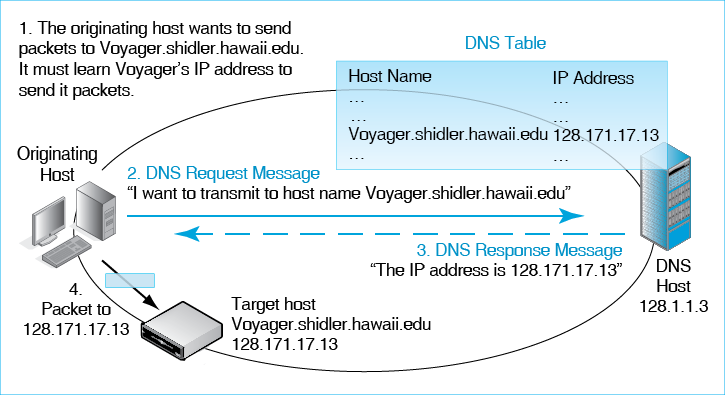 1. The originating host wants to send
packets to Voyager.shidler.hawaii.edu.
It must learn Voyager's IP address to
send it packets.
DNS Table
Host Name IP Address
... ...
... ...
Voyager.shidler.hawaii.edu 128.171.17.13
... ...
Originating
Host
2. DNS Request Message
“I want to transmit to host name Voyager.shidler.hawaii.edu”
3. DNS Response Message
“The IP address is 128.171.17.13”
DNS
Host
128.1.1.3
4.
Packet to
128.171.17.13
Target host
Voyager.shidler.hawaii.edu
128.171.17.13